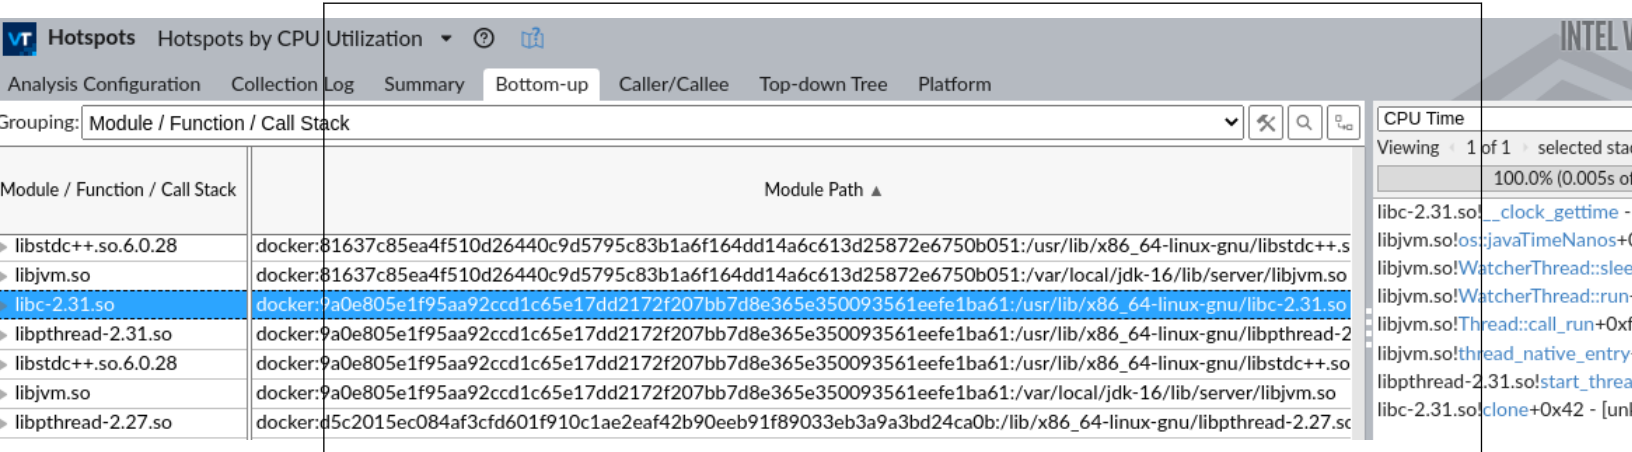 VT Hotspots Hotspots by CPU Utilization
INTEL V
Analysis Configuration Collection Log Summary Bottom-up Caller/Callee Top-down Tree Platform
Grouping: Module / Function / Call Stack
CPU Time
Viewing 1 of 1 selected sta
100.0% (0.005s of
Module / Function / Call Stack Module Path
libstdc++.so.6.0.28 docker:81637c85ea4f510d26440c9d5795c83b1a6f164dd14a6c613d25872e6750b051:/usr/lib/x86_64-linux-gnu/libstdc++.s
libjvm.so docker:81637c85ea4f510d26440c9d5795c83b1a6f164dd14a6c613d25872e6750b051:/var/local/jdk-16/lib/server/libjvm.so
libc-2.31.so docker:9a0e805e1f95aa92ccd1c65e17dd2172f207bb7d8e365e350093561eefe1ba61:/usr/lib/x86_64-linux-gnu/libc-2.31.so
libpthread-2.31.so docker:9a0e805e1f95aa92ccd1c65e17dd2172f207bb7d8e365e350093561eefe1ba61:/usr/lib/x86_64-linux-gnu/libpthread-2
libstdc++.so.6.0.28 docker:9a0e805e1f95aa92ccd1c65e17dd2172f207bb7d8e365e350093561eefe1ba61:/usr/lib/x86_64-linux-gnu/libstdc++.so
libjvm.so docker:9a0e805e1f95aa92ccd1c65e17dd2172f207bb7d8e365e350093561eefe1ba61:/var/local/jdk-16/lib/server/libjvm.so
libpthread-2.27.so docker:d5c2015ec084af3cfd601f910c1ae2eaf42b90eeb91f89033eb3a9a3bd24ca0b:/lib/x86_64-linux-gnu/libpthread-2.27.so
libc-2.31.so!__clock_gettime -
libjvm.so!os::javaTimeNanos+0
libjvm.so!WatcherThread::slee
libjvm.so!WatcherThread::run-
libjvm.so!Thread::call_run+0xf
libjvm.so!thread_native_entry-
libpthread-2.31.so!start_threa
libc-2.31.so!clone+0x42 - [unl